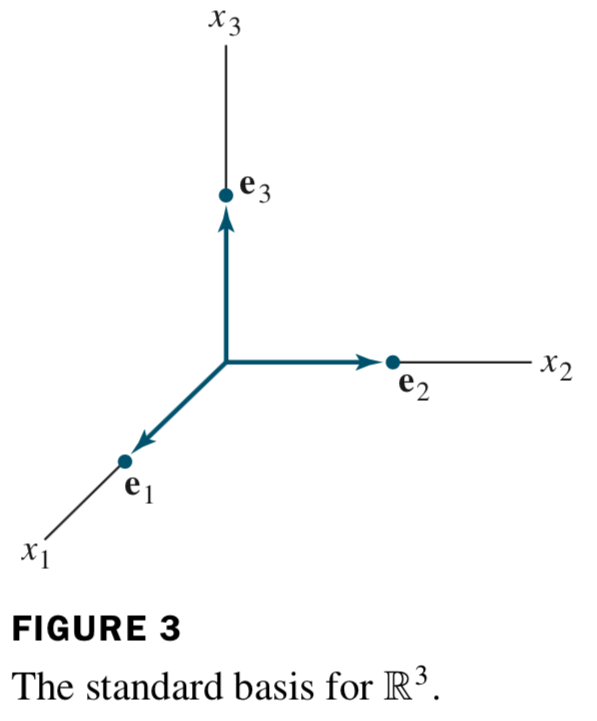 x₃
e₃
x₂
e₂
e₁
x₁
FIGURE 3
The standard basis for ℝ³.